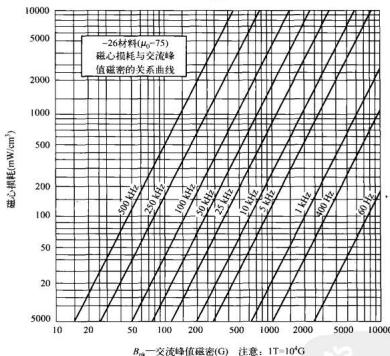 10000
5000
2000
1000
500
200
100
50
20
5000
磁心损耗(mW/cm³)
-26材料(μ₀-75)
磁心损耗与交流峰
值磁密的关系曲线
500 kHz
250 kHz
100 kHz
50 kHz
25 kHz
10 kHz
5 kHz
1 kHz
400 Hz
60 Hz
10 20 50 100 200 500 1000 2000 5000 10000
Bpk—交流峰值磁密(G) 注意：1T=10⁴G